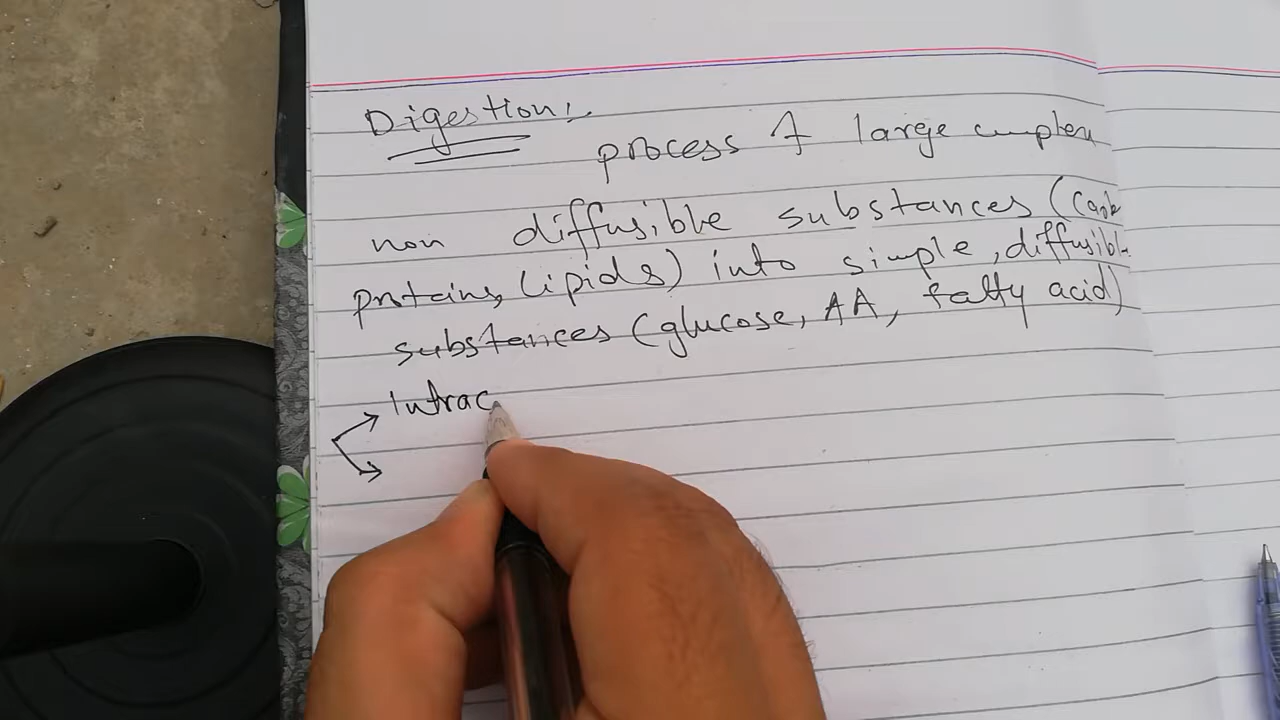 Digestion:
process of large complex
non diffusible substances (Carb
proteins, Lipids) into simple, diffusible
substances (glucose, AA, fatty acid)
Intrac